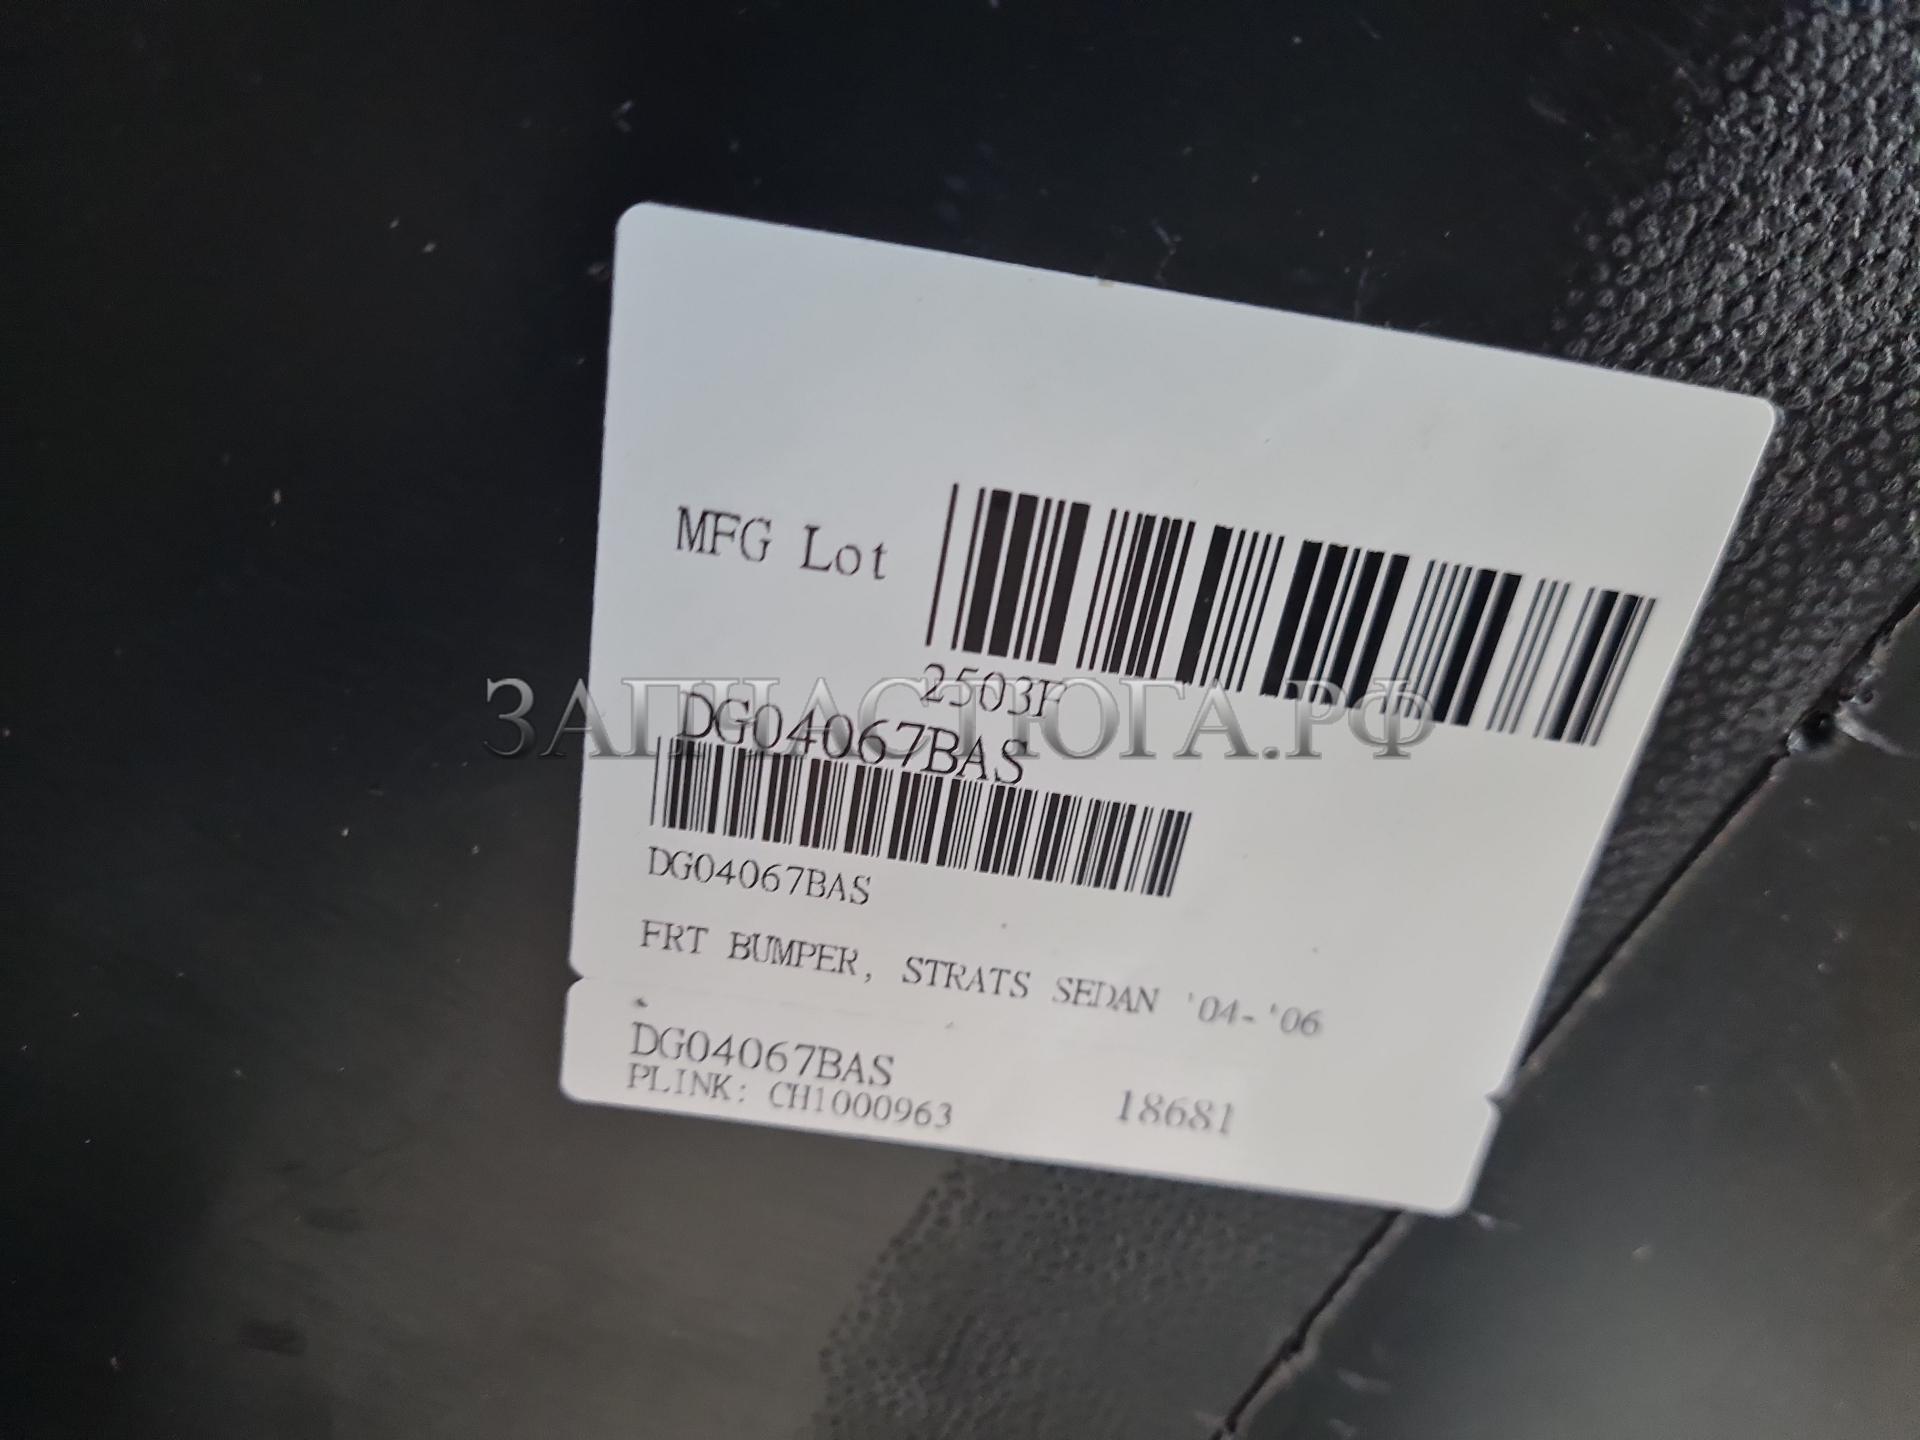 MFG Lot
2503F
ЗАПЧАСТЮГА.РФ
DG04067BAS
DG04067BAS
FRT BUMPER, STRATS SEDAN '04-'06
DG04067BAS
PLINK: CH1000963 18681